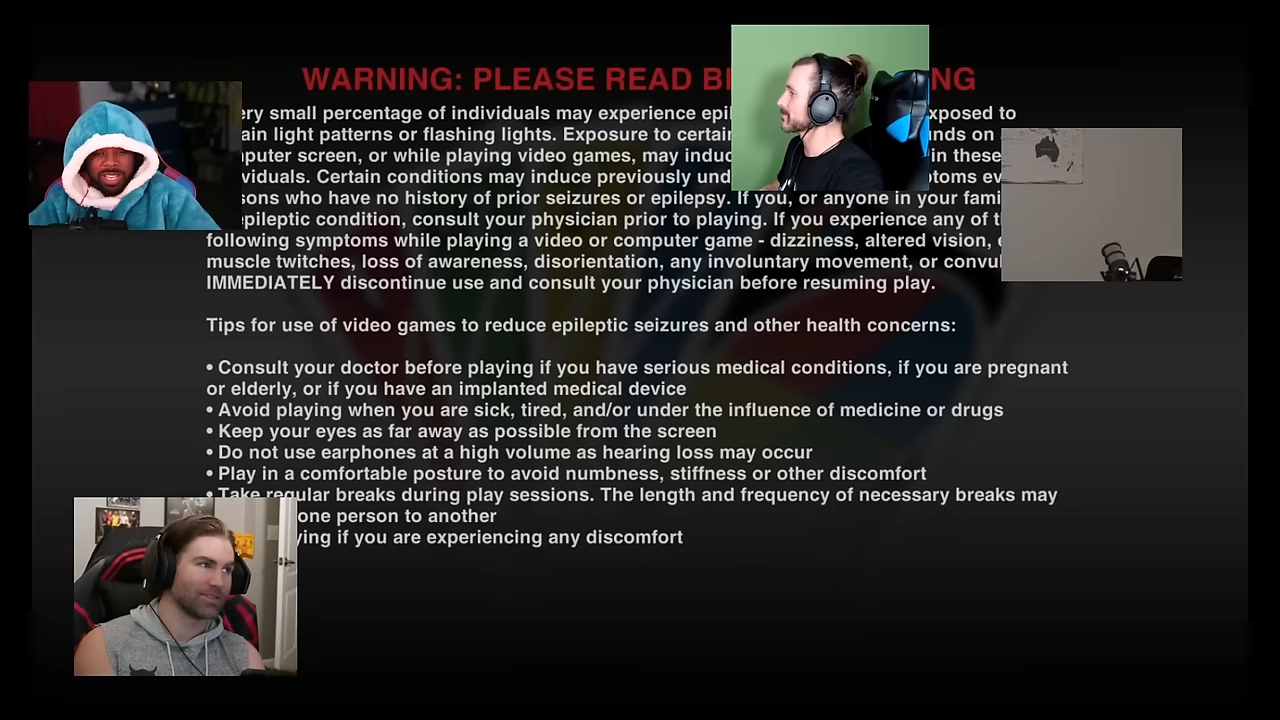 WARNING: PLEASE READ B NG
ery small percentage of individuals may experience epi xposed to
ain light patterns or flashing lights. Exposure to certain nds on
puter screen, or while playing video games, may induc in these
viduals. Certain conditions may induce previously und ptoms ev
sons who have no history of prior seizures or epilepsy. If you, or anyone in your fami
epileptic condition, consult your physician prior to playing. If you experience any of t
following symptoms while playing a video or computer game - dizziness, altered vision,
muscle twitches, loss of awareness, disorientation, any involuntary movement, or convul
IMMEDIATELY discontinue use and consult your physician before resuming play.
Tips for use of video games to reduce epileptic seizures and other health concerns:
• Consult your doctor before playing if you have serious medical conditions, if you are pregnant
or elderly, or if you have an implanted medical device
• Avoid playing when you are sick, tired, and/or under the influence of medicine or drugs
• Keep your eyes as far away as possible from the screen
• Do not use earphones at a high volume as hearing loss may occur
• Play in a comfortable posture to avoid numbness, stiffness or other discomfort
• Take regular breaks during play sessions. The length and frequency of necessary breaks may
one person to another
ying if you are experiencing any discomfort